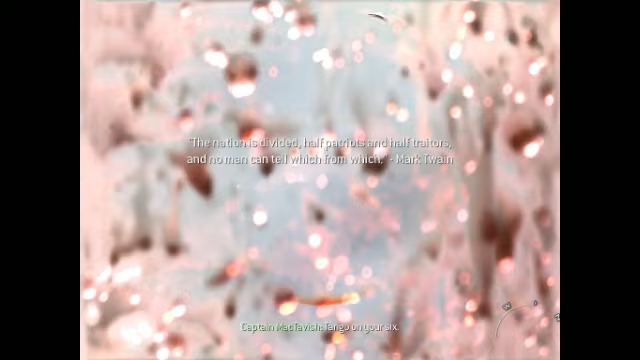 "The nation is divided, half patriots and half traitors,
and no man can tell which from which." - Mark Twain
Captain MacTavish: Tango on your six.